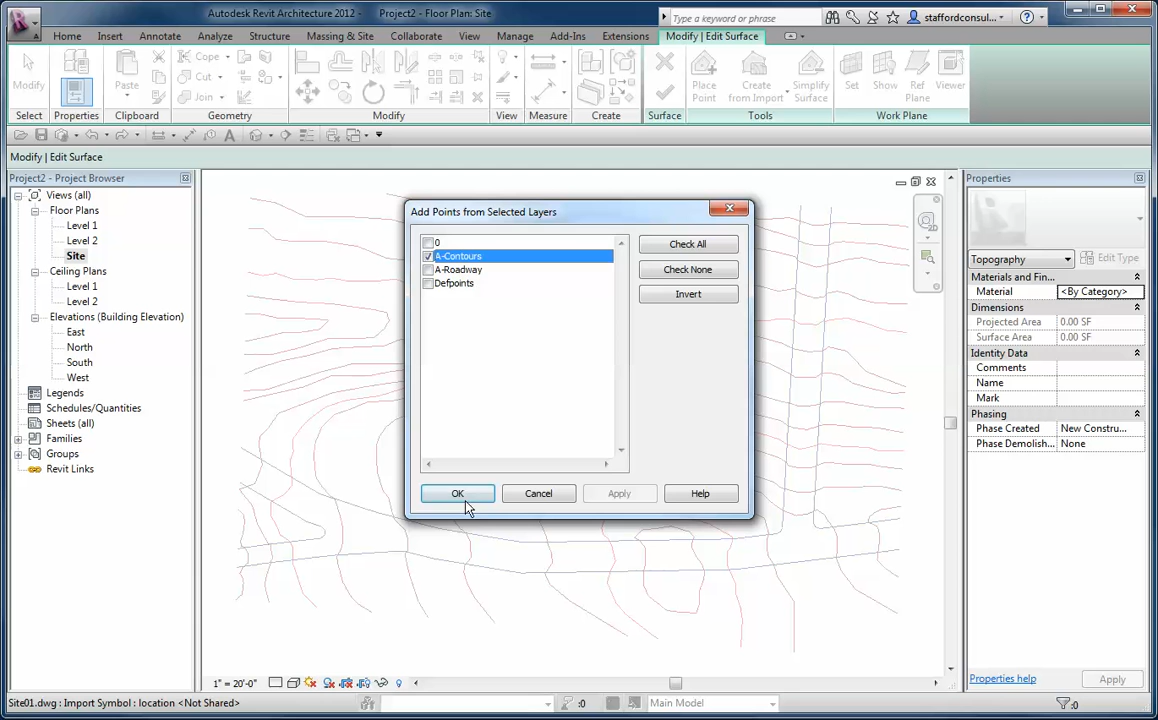 Autodesk Revit Architecture 2012 - Project2 - Floor Plan: Site
Type a keyword or phrase
staffordconsul...
Home Insert Annotate Analyze Structure Massing & Site Collaborate View Manage Add-Ins Extensions Modify | Edit Surface
Modify
Paste
Cope
Cut
Join
Place Point
Create from Import
Simplify Surface
Set
Show
Ref Plane
Viewer
Select Properties Clipboard Geometry Modify View Measure Create Surface Tools Work Plane
Modify | Edit Surface
Project2 - Project Browser
Views (all)
Floor Plans
Level 1
Level 2
Site
Ceiling Plans
Level 1
Level 2
Elevations (Building Elevation)
East
North
South
West
Legends
Schedules/Quantities
Sheets (all)
Families
Groups
Revit Links
Add Points from Selected Layers
0
A-Contours
A-Roadway
Defpoints
Check All
Check None
Invert
OK
Cancel
Apply
Help
2D
Properties
Topography
Edit Type
Materials and Fin...
Material <By Category>
Dimensions
Projected Area 0.00 SF
Surface Area 0.00 SF
Identity Data
Comments
Name
Mark
Phasing
Phase Created New Constru...
Phase Demolish... None
Properties help
Apply
1" = 20'-0"
Site01.dwg : Import Symbol : location <Not Shared>
:0
Main Model
:0